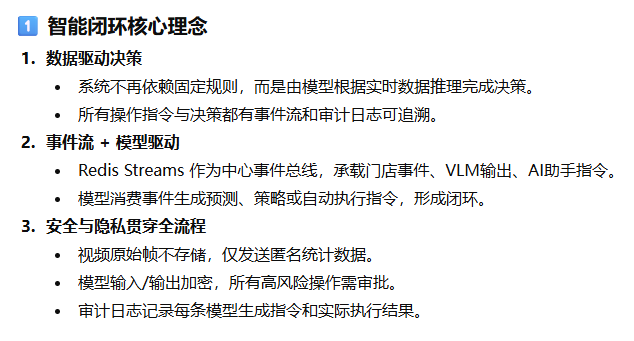 1️⃣ 智能闭环核心理念
1. 数据驱动决策
• 系统不再依赖固定规则，而是由模型根据实时数据推理完成决策。
• 所有操作指令与决策都有事件流和审计日志可追溯。
2. 事件流 + 模型驱动
• Redis Streams 作为中心事件总线，承载门店事件、VLM输出、AI助手指令。
• 模型消费事件生成预测、策略或自动执行指令，形成闭环。
3. 安全与隐私贯穿全流程
• 视频原始帧不存储，仅发送匿名统计数据。
• 模型输入/输出加密，所有高风险操作需审批。
• 审计日志记录每条模型生成指令和实际执行结果。